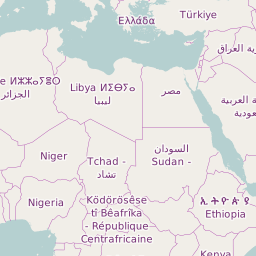 Ελλάδα
Türkiye
ⵍⵣⵣⴰⵢⴻⵔ
الجزائر
Libya ⵍⵉⴱⵢⴰ
ليبيا
مصر
العراق
العربية
Niger
Tchad -
تشاد
السودان
Sudan -
Nigeria
Ködörösêse
tî Bêafrîka
- République
Centrafricaine
ኢትዮጵያ
Ethiopia
Kenya